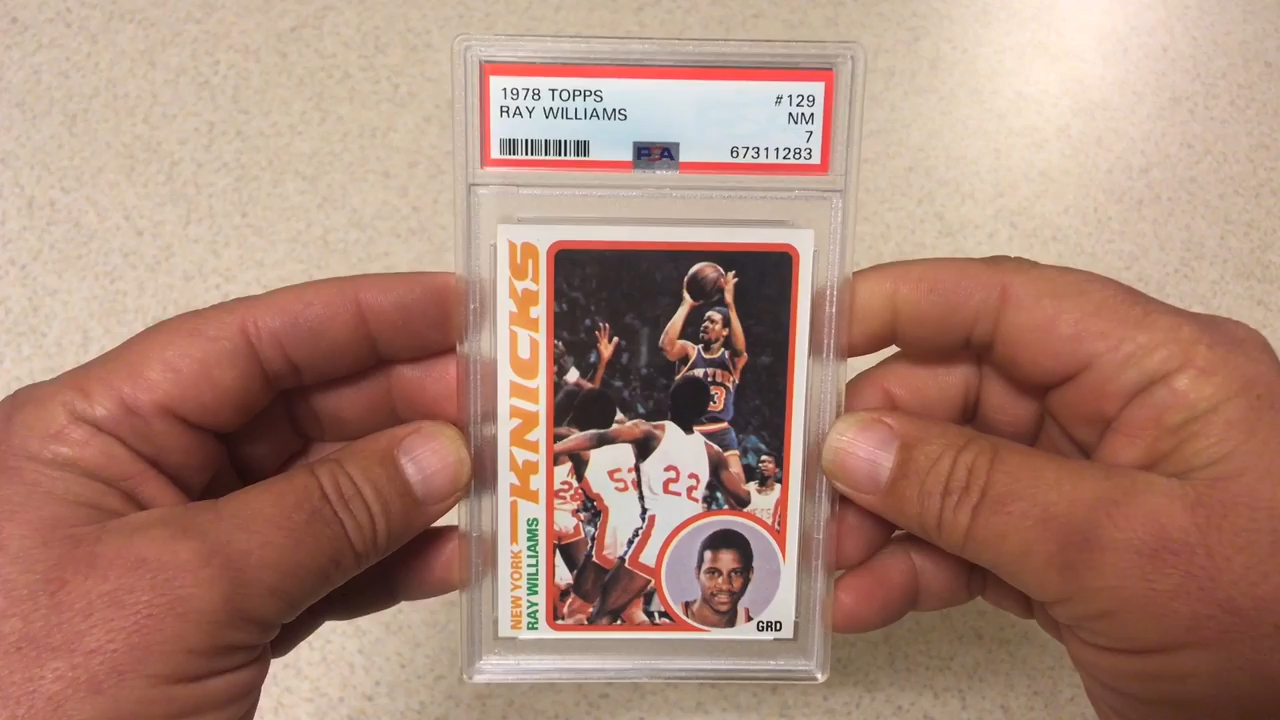 1978 TOPPS
#129
RAY WILLIAMS
NM
7
PSA
67311283
NEW YORK
KNICKS
RAY WILLIAMS
22
52
GRD